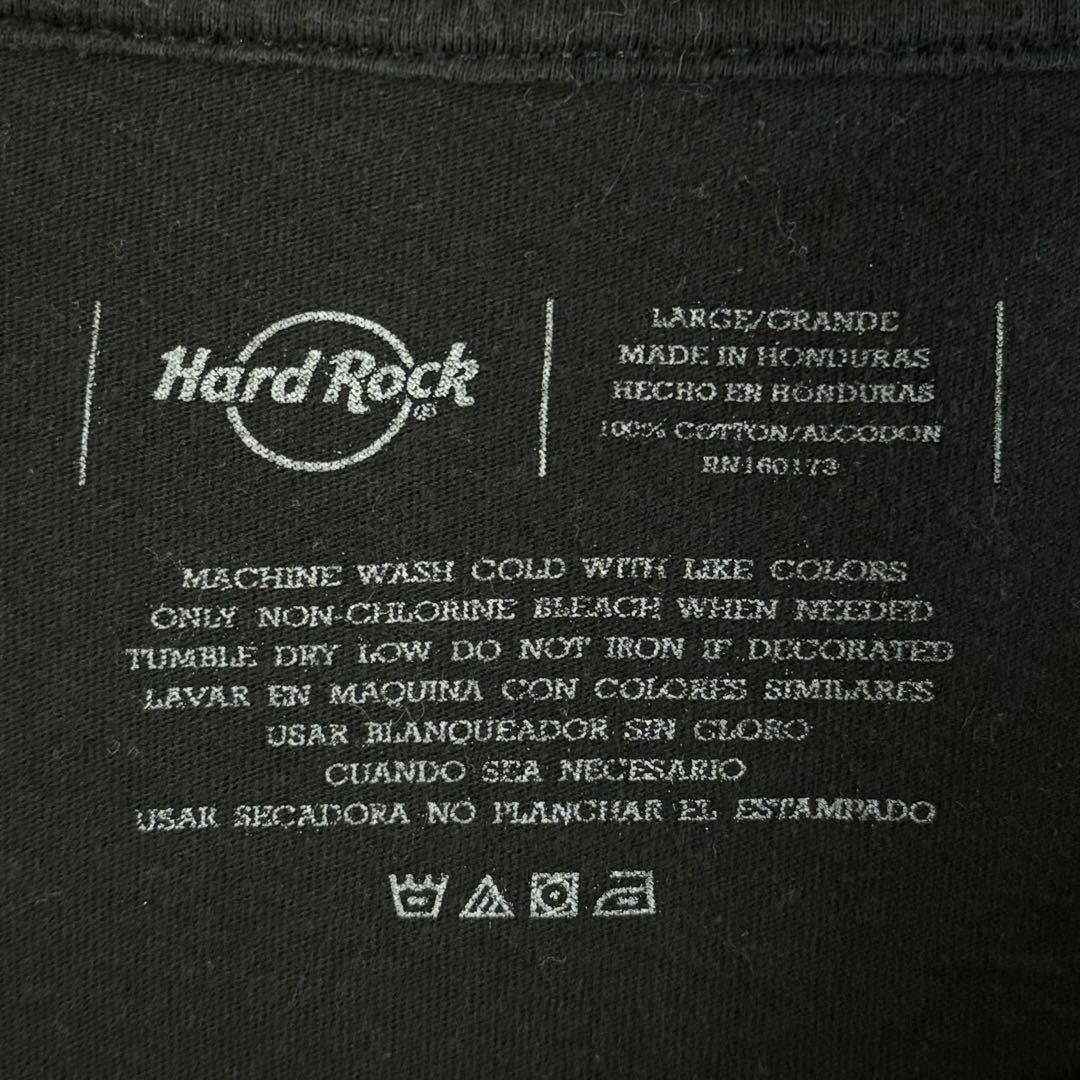 Hard Rock
®
LARGE/GRANDE
MADE IN HONDURAS
HECHO EN HONDURAS
100% COTTON/ALGODON
RN160173
MACHINE WASH COLD WITH LIKE COLORS
ONLY NON-CHLORINE BLEACH WHEN NEEDED
TUMBLE DRY LOW DO NOT IRON IF DECORATED
LAVAR EN MAQUINA CON COLORES SIMILARES
USAR BLANQUEADOR SIN CLORO
CUANDO SEA NECESARIO
USAR SECADORA NO PLANCHAR EL ESTAMPADO